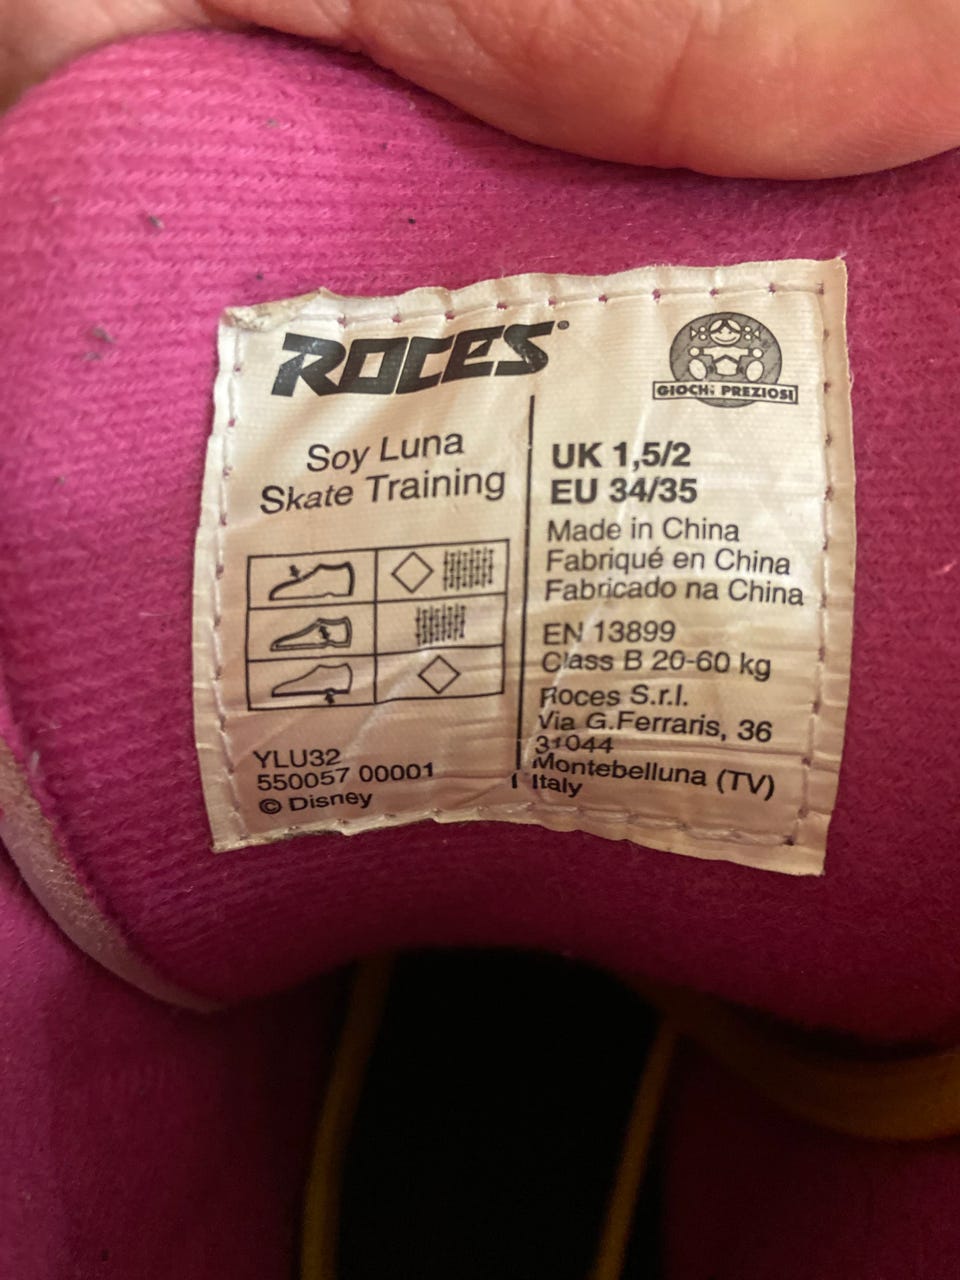 ROCES®
GIOCHi PREZIOSI
Soy Luna
Skate Training
YLU32
550057 00001
© Disney
UK 1,5/2
EU 34/35
Made in China
Fabriqué en China
Fabricado na China
EN 13899
Class B 20-60 kg
Roces S.r.l.
Via G.Ferraris, 36
31044
Montebelluna (TV)
Italy